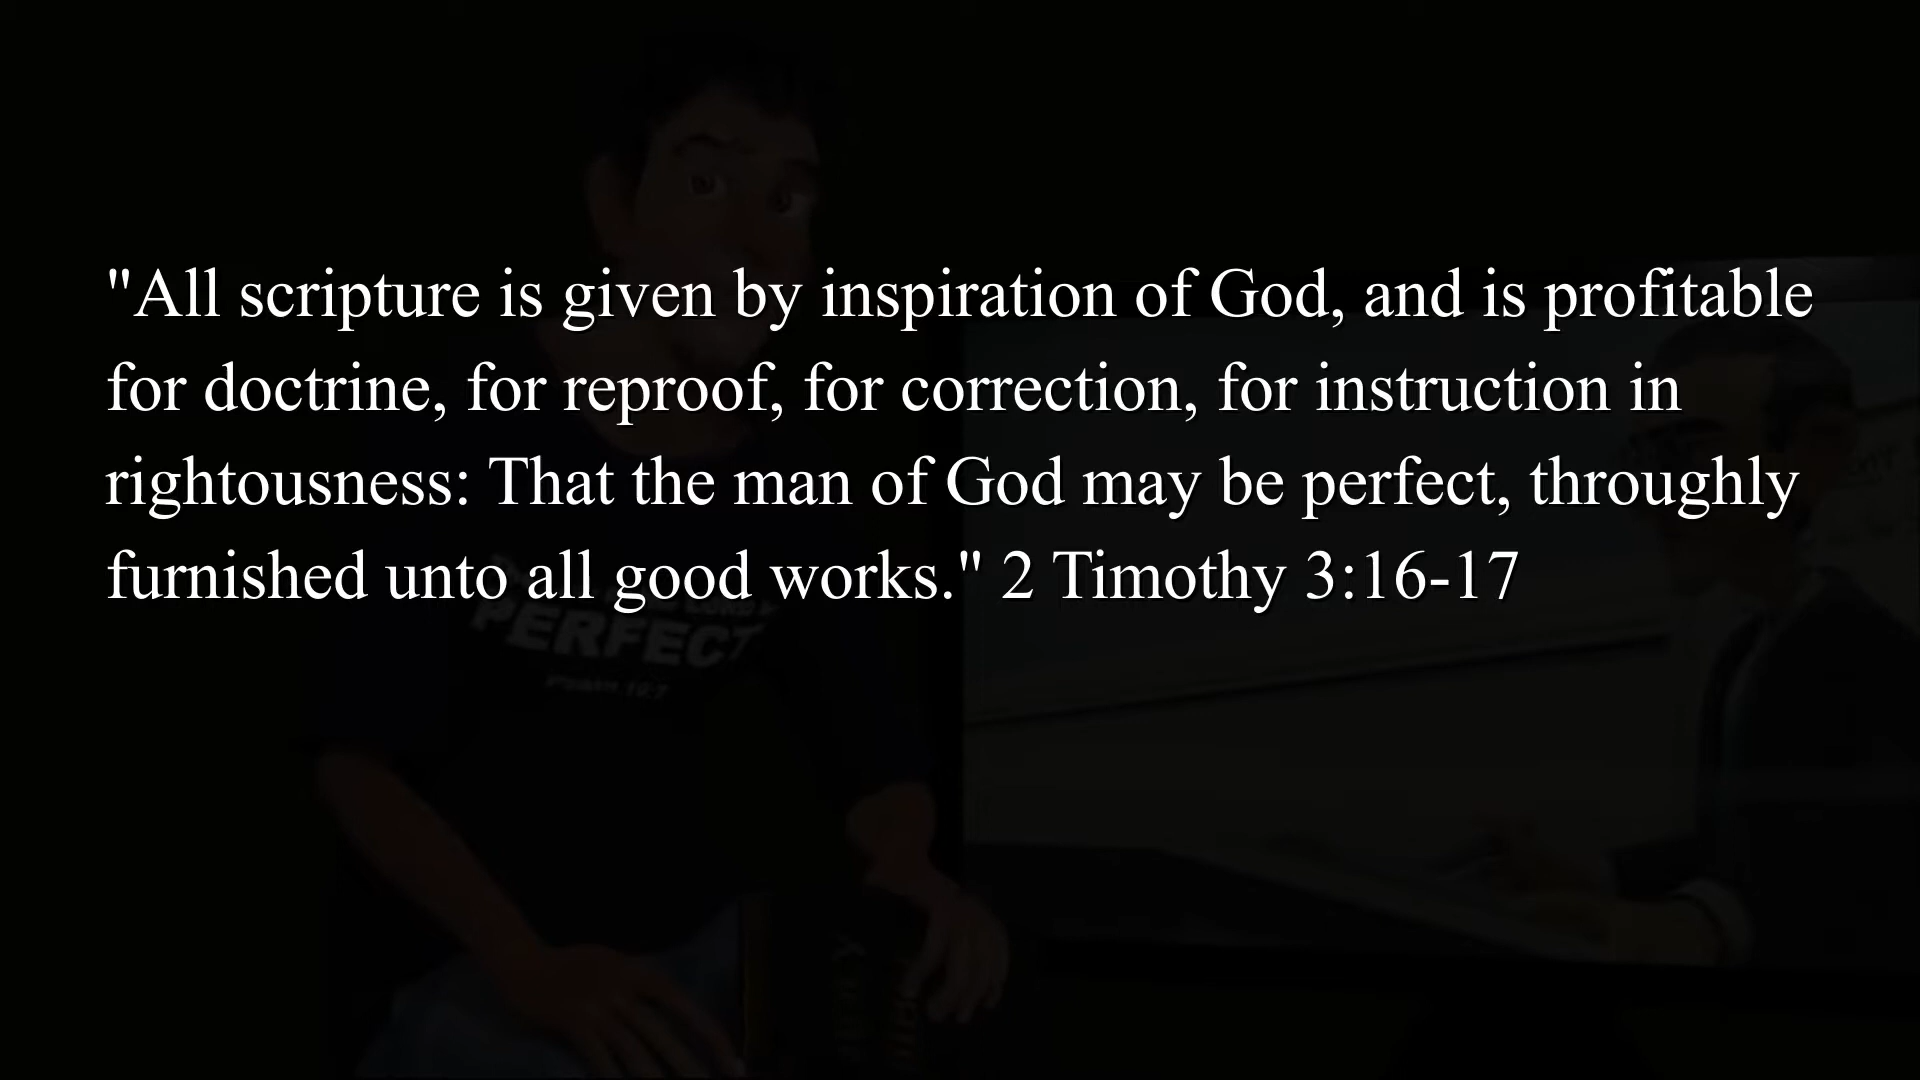 "All scripture is given by inspiration of God, and is profitable
for doctrine, for reproof, for correction, for instruction in
rightousness: That the man of God may be perfect, throughly
furnished unto all good works." 2 Timothy 3:16-17
PERFECT